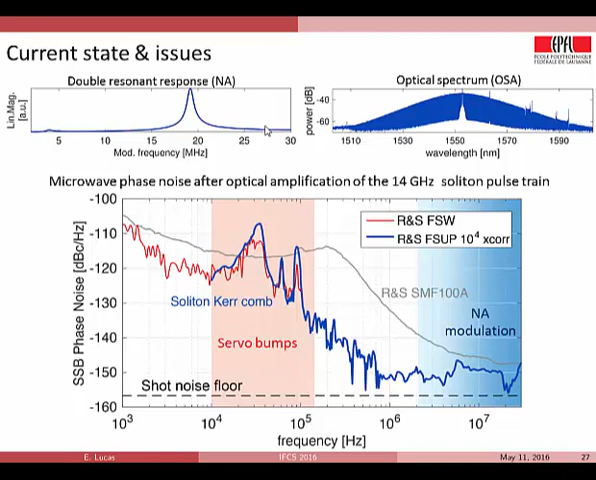 Current state & issues
EPFL
ÉCOLE POLYTECHNIQUE
FÉDÉRALE DE LAUSANNE
Double resonant response (NA)
Optical spectrum (OSA)
Lin.Mag.
[a.u.]
5 10 15 20 25 30
Mod. frequency [MHz]
power [dB]
-40
-60
1510 1530 1550 1570 1590
wavelength [nm]
Microwave phase noise after optical amplification of the 14 GHz soliton pulse train
SSB Phase Noise [dBc/Hz]
-100
-110
-120
-130
-140
-150
-160
R&S FSW
R&S FSUP 10⁴ xcorr
R&S SMF100A
Soliton Kerr comb
NA
modulation
Servo bumps
Shot noise floor
10³ 10⁴ 10⁵ 10⁶ 10⁷
frequency [Hz]
E. Lucas IFCS 2016 May 11, 2016 27